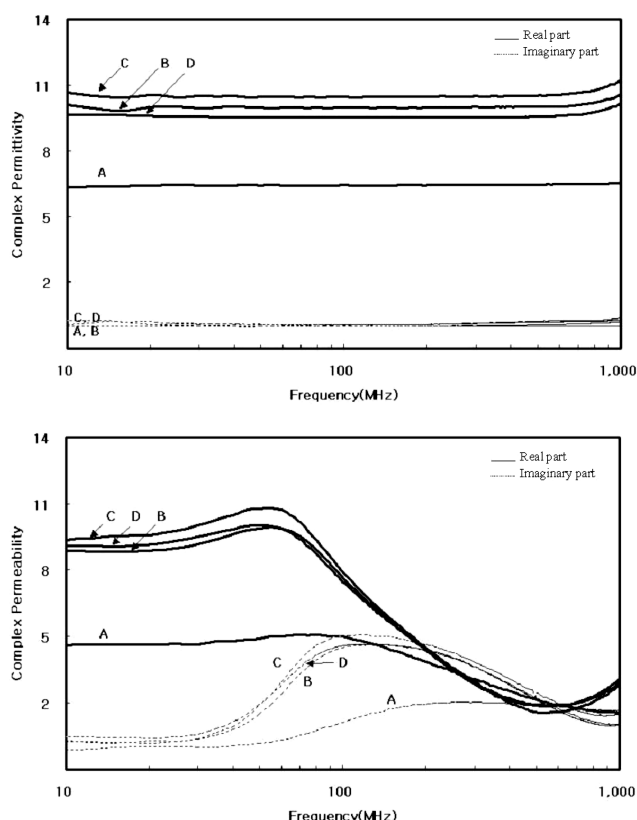 14
Real part
Imaginary part
C B D
11
8
A
5
2
C, D
A, B
10 100 1,000
Frequency(MHz)
Complex Permittivity
14
Real part
Imaginary part
11
C D B
8
A
5
C D
B
A
2
10 100 1,000
Frequency(MHz)
Complex Permeability